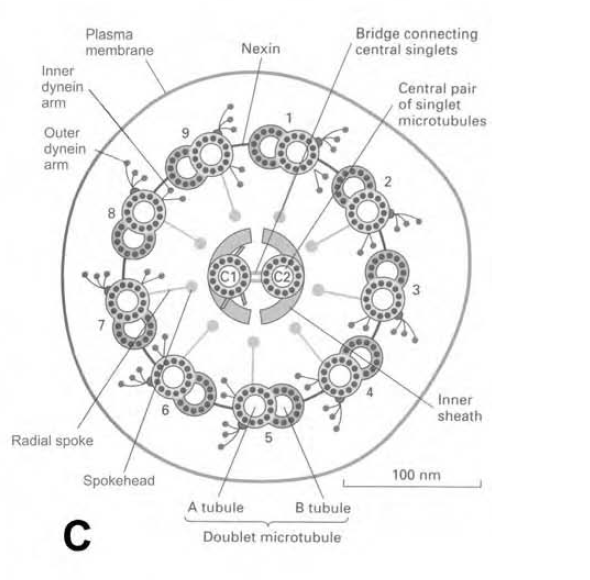 Plasma
membrane
Nexin
Bridge connecting
central singlets
Inner
dynein
arm
Central pair
of singlet
microtubules
Outer
dynein
arm
9
1
2
8
C1
C2
3
7
4
6
5
Inner
sheath
Radial spoke
Spokehead
100 nm
A tubule
B tubule
Doublet microtubule
C